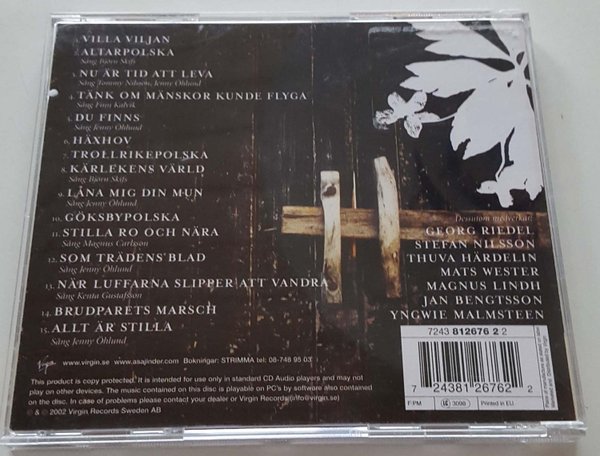 1. VILLA VILJAN
2. ALTARPOLSKA
Sång Björn Skifs
3. NU ÄR TID ATT LEVA
Sång Tommy Nilsson, Jenny Öhlund
4. TÄNK OM MÄNSKOR KUNDE FLYGA
Sång Finn Kalvik
5. DU FINNS
Sång Jenny Öhlund
6. HÄXHOV
7. TROLLRIKEPOLSKA
8. KÄRLEKENS VÄRLD
Sång Björn Skifs
9. LÅNA MIG DIN MUN
Sång Jenny Öhlund
10. GÖKSBYPOLSKA
11. STILLA RO OCH NÄRA
Sång Magnus Carlsson
12. SOM TRÄDENS BLAD
Sång Jenny Öhlund
13. NÄR LUFFARNA SLIPPER ATT VANDRA
Sång Kenta Gustafsson
14. BRUDPARETS MARSCH
15. ALLT ÄR STILLA
Sång Jenny Öhlund
Dessutom medverkar:
GEORG RIEDEL
STEFAN NILSSON
THUVA HÄRDELIN
MATS WESTER
MAGNUS LINDH
JAN BENGTSSON
YNGWIE MALMSTEEN
7243 812676 2 2
7 24381 26762 2
F:PM
LC 3098
Printed in EU
Virgin www.virgin.se www.asajinder.com Bokningar: STRIMMA tel: 08-748 95 03
This product is copy protected. It is intended for use only in standard CD Audio players and may not
play on other devices. The music contained on this disc is playable on PC's by software also contained
on the disc. In case of problems please contact your dealer or Virgin Records(info@virgin.se)
℗ & © 2002 Virgin Records Sweden AB